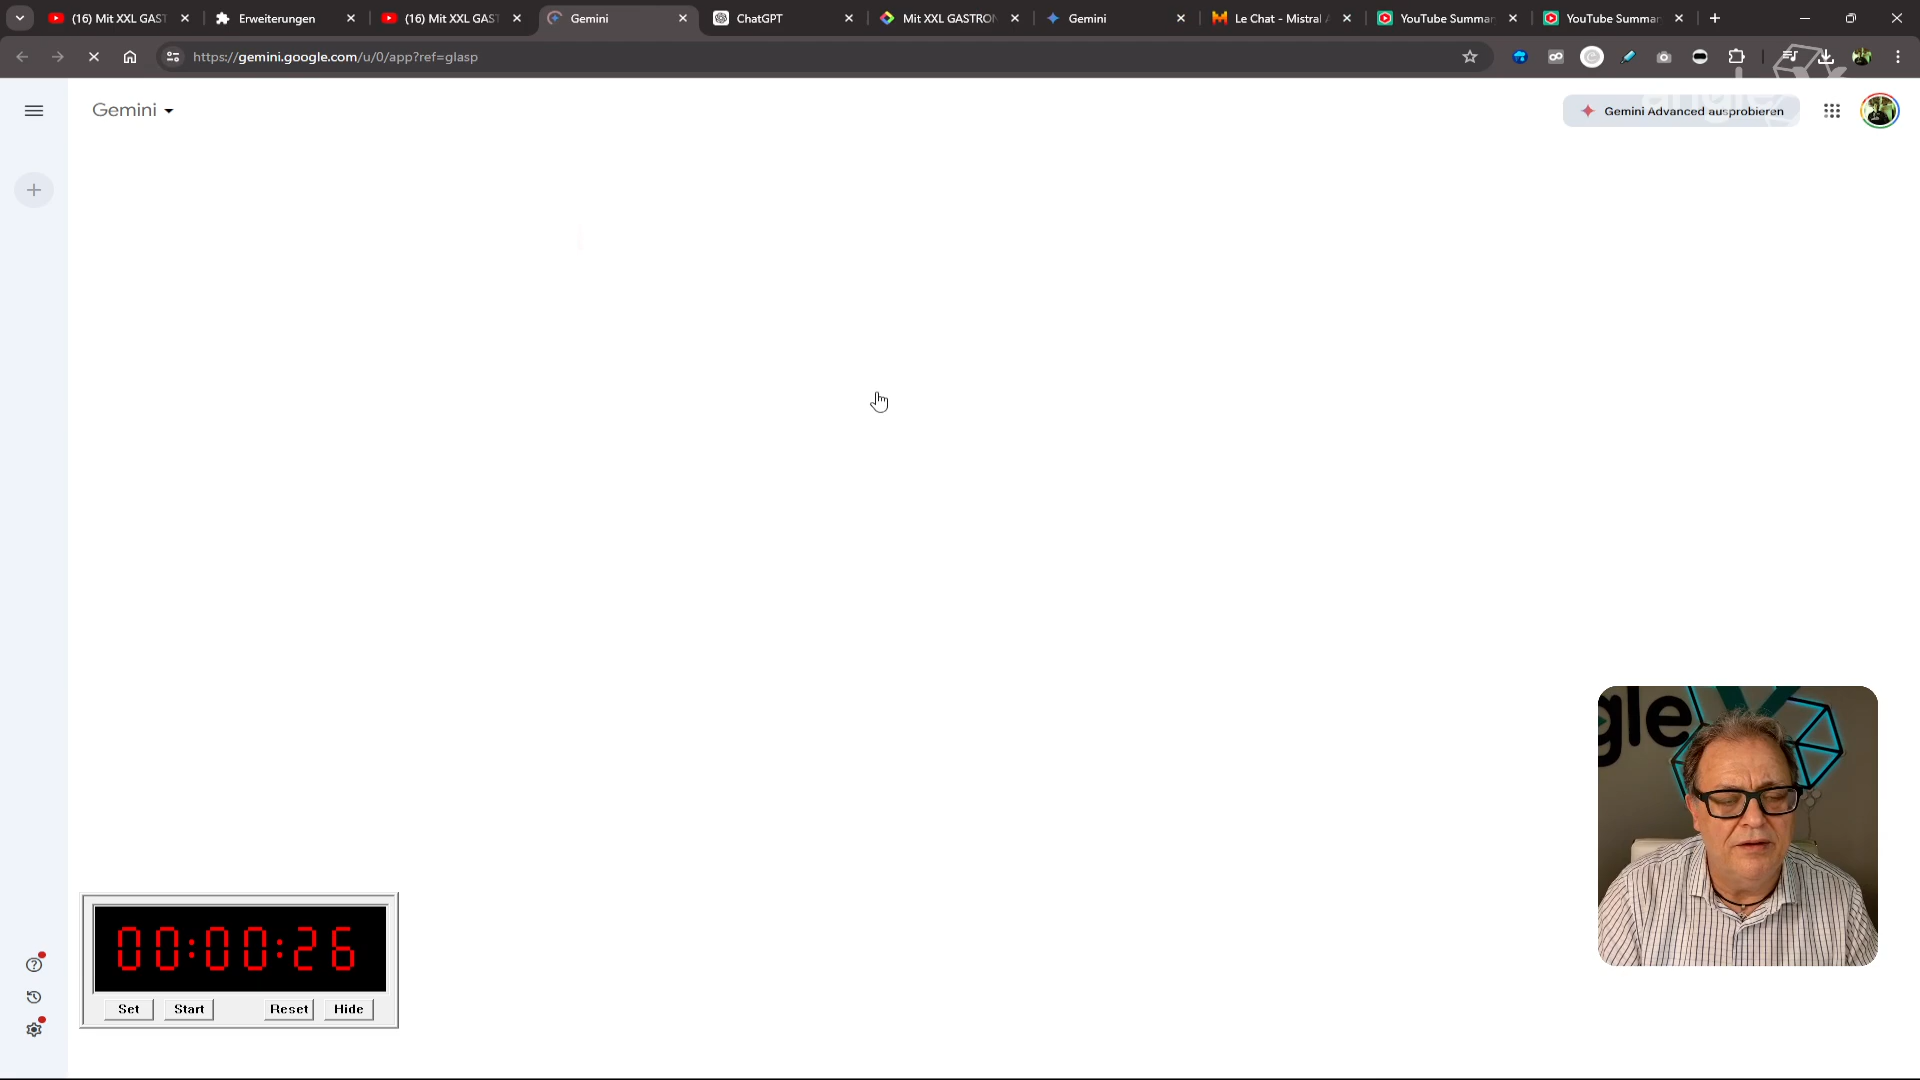 (16) Mit XXL GAST
Erweiterungen
(16) Mit XXL GAS
Gemini
ChatGPT
Mit XXL GASTRON
Gemini
Le Chat - Mistral A
YouTube Summar
YouTube Summar
https://gemini.google.com/u/0/app?ref=glasp
Gemini
Gemini Advanced ausprobieren
gle
00:00:26
Set
Start
Reset
Hide